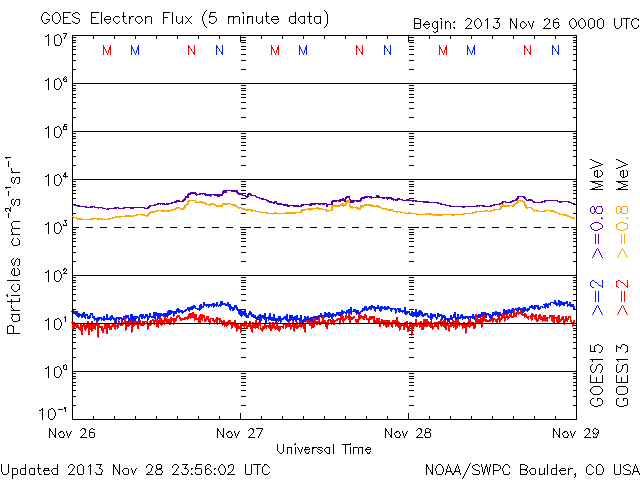 GOES Electron Flux (5 minute data)
Begin: 2013 Nov 26 0000 UTC
M M N N M M N N M M N N
10⁷
10⁶
10⁵
10⁴
10³
10²
10¹
10⁰
10⁻¹
Particles cm⁻²s⁻¹sr⁻¹
Nov 26 Nov 27 Nov 28 Nov 29
Universal Time
GOES15 >=2 >=0.8 MeV
GOES13 >=2 >=0.8 MeV
Updated 2013 Nov 28 23:56:02 UTC
NOAA/SWPC Boulder, CO USA